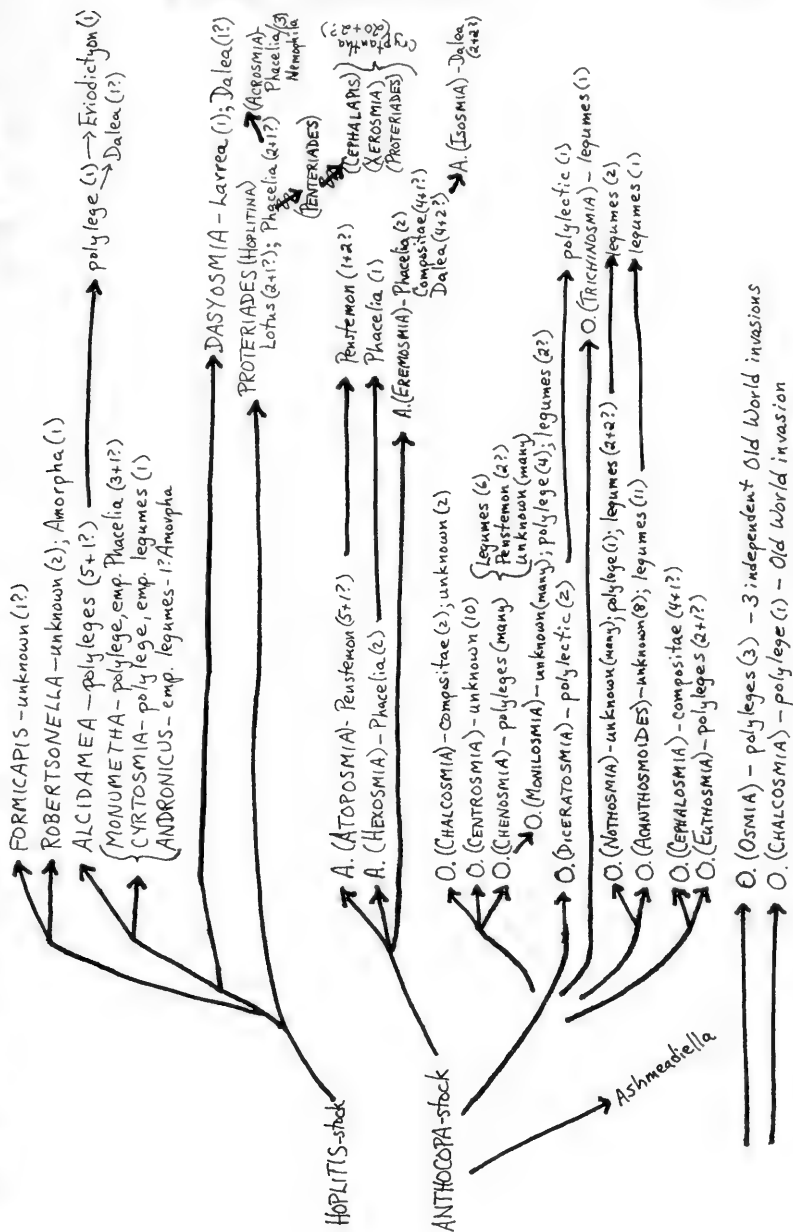 FORMICAPIS-unknown (1?)
ROBERTSONELLA-unknown (2); Amorpha (1)
ALCIDAMEA-polyleges (5+1?)
polylege (1) → Eriodictyon (1)
Dalea (1?)
MONUMETHA-polylege, emp. Phacelia (3+1?)
CYRTOSMIA-polylege, emp. legumes (1)
ANDRONICUS-emp. legumes-1? Amorpha
DASYOSMIA-Larrea (1); Dalea (1?)
PROTERIADES (HOPLITINA)
Lotus (2+1?); Phacelia (2+1?)
(ACROSMIA)-
Phacelia (3)
Nemophila
(PENTERIADES)
(CEPHALAPIS)
(XEROSMIA)
(PROTERIADES)
Cryptantha
(20+2?)
HOPLITIS-stock
A. (ATOPOSMIA)-Penstemon (5+1?)
Penstemon (1+2?)
A. (HEXOSMIA)-Phacelia (2)
Phacelia (1)
A. (EREMOSMIA)-Phacelia (2)
Compositae (4+1?)
Dalea (4+2?)
A. (ISOSMIA)-Dalea
(2+2?)
ANTHOCOPA-stock
O. (CHALCOSMIA)-compositae (2); unknown (2)
O. (CENTROSMIA)-unknown (10)
O. (CHENOSMIA)-polyleges (many)
legumes (6)
Penstemon (2?)
unknown (many)
O. (MONILOSMIA)-unknown (many); polylege (4); legumes (2?)
O. (DICERATOSMIA)-polylectic (2)
polylectic (1)
O. (TRICHINOSMIA)-legumes (1)
O. (NOTHOSMIA)-unknown (many); polylege (1); legumes (2+2?)
legumes (2)
O. (ACANTHOSMOIDES)-unknown (8); legumes (11)
legumes (1)
O. (CEPHALOSMIA)-compositae (4+1?)
O. (EUTHOSMIA)-polyleges (2+1?)
Ashmeadiella
O. (OSMIA)-polyleges (3)-3 independent Old World invasions
O. (CHALCOSMIA)-polylege (1)-Old World invasion